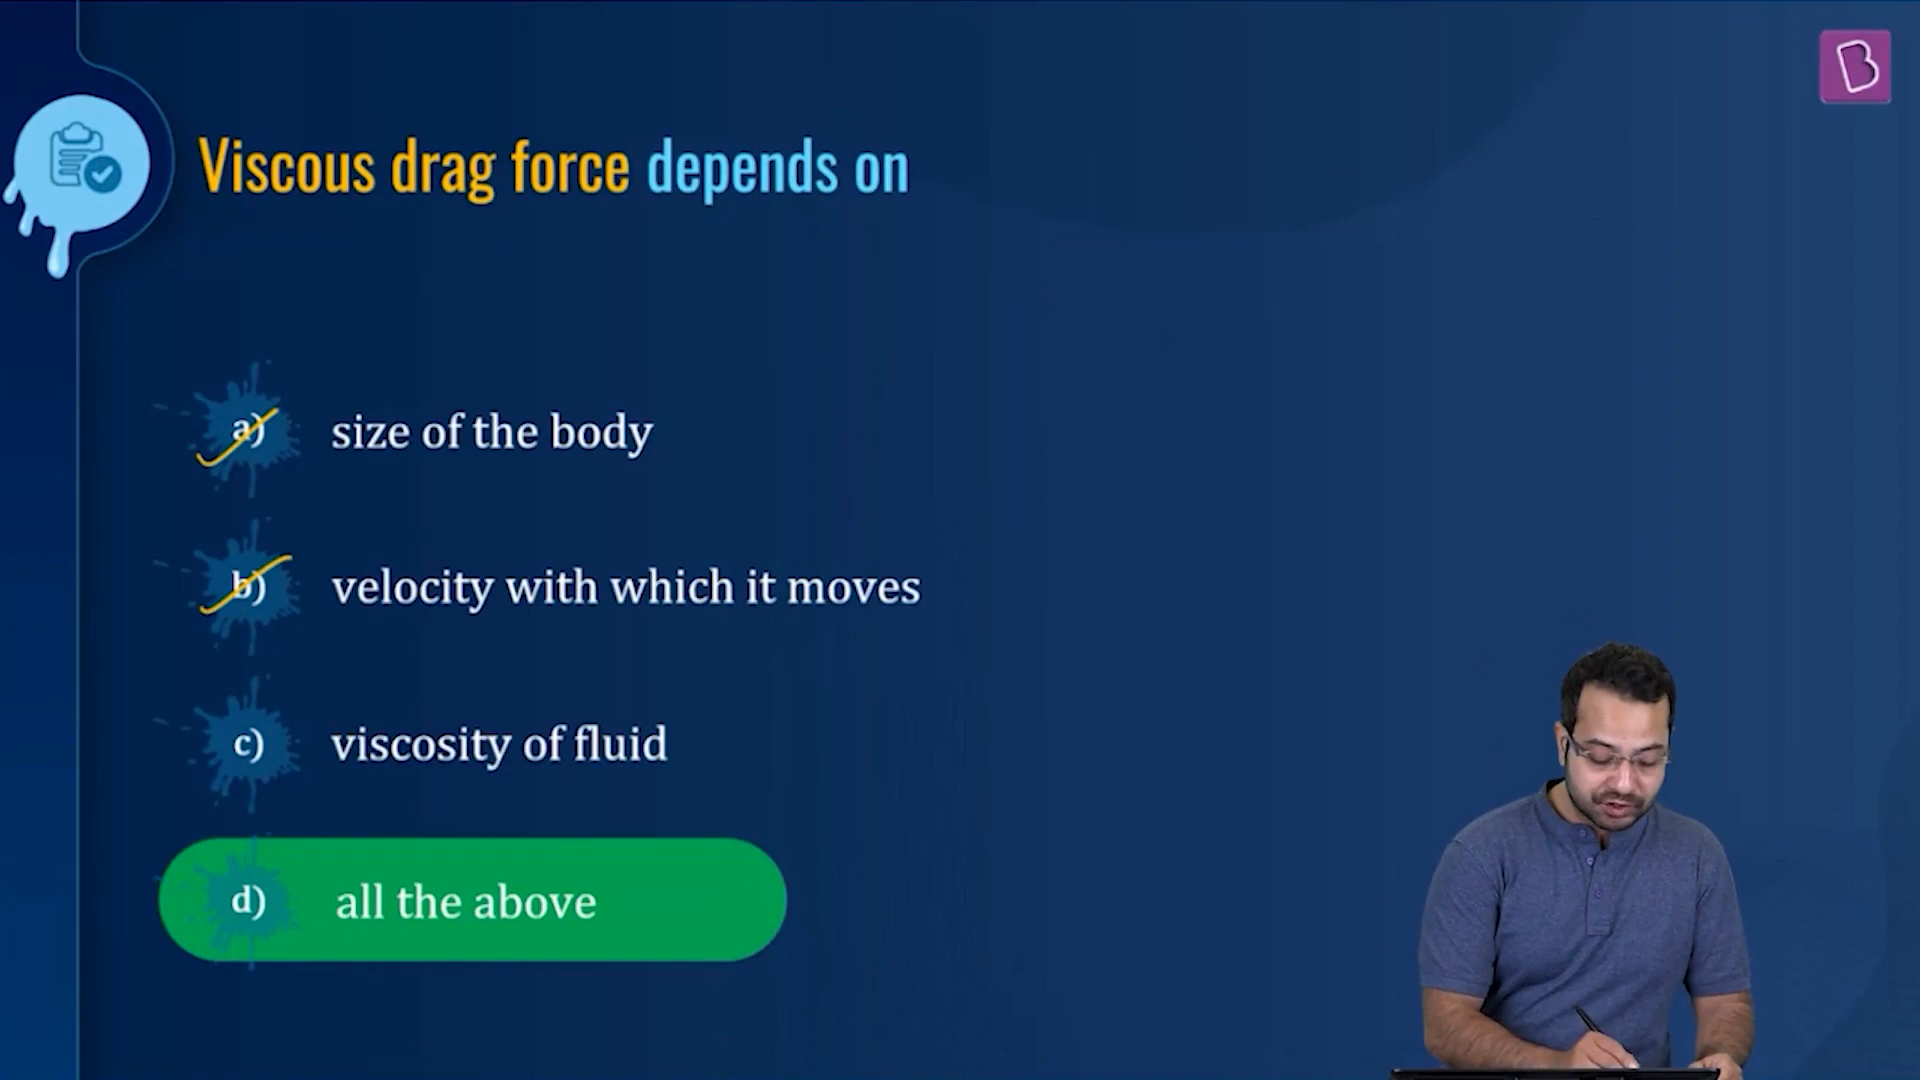 B
Viscous drag force depends on
a) size of the body
b) velocity with which it moves
c) viscosity of fluid
d) all the above